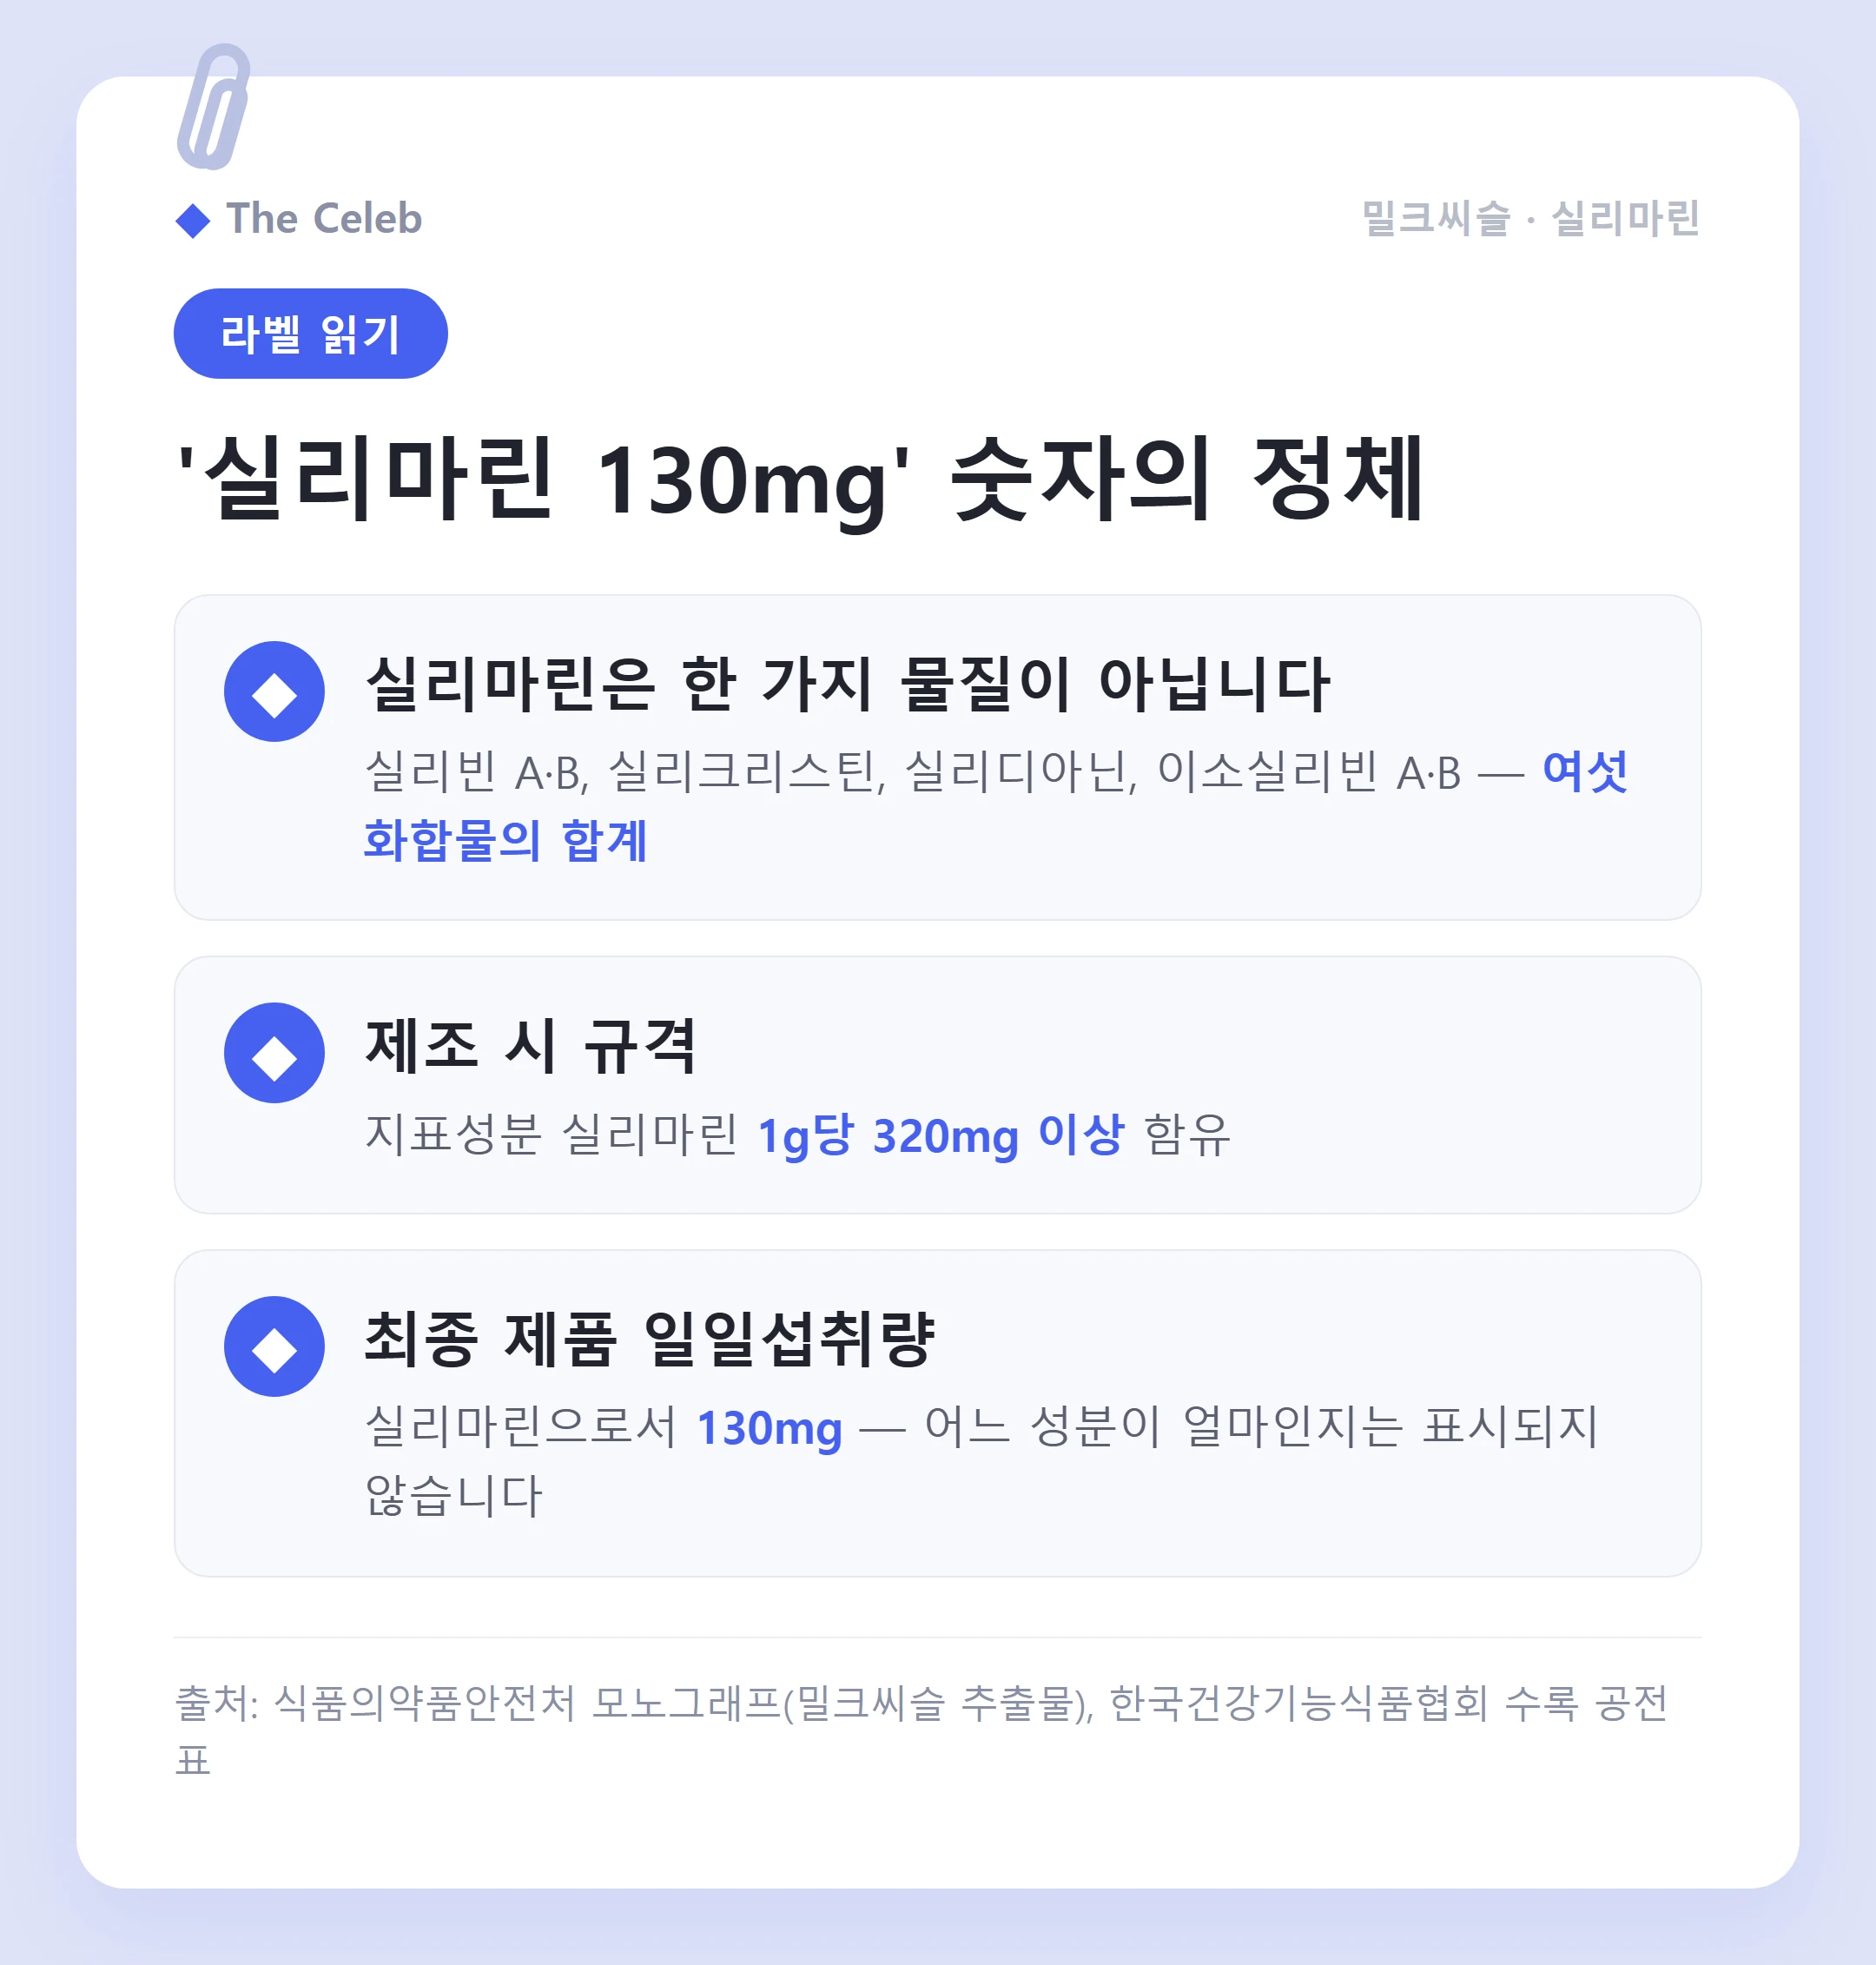 The Celeb
밀크씨슬 · 실리마린
라벨 읽기
'실리마린 130mg' 숫자의 정체
실리마린은 한 가지 물질이 아닙니다
실리빈 A·B, 실리크리스틴, 실리디아닌, 이소실리빈 A·B — 여섯
화합물의 합계
제조 시 규격
지표성분 실리마린 1g당 320mg 이상 함유
최종 제품 일일섭취량
실리마린으로서 130mg — 어느 성분이 얼마인지는 표시되지
않습니다
출처: 식품의약품안전처 모노그래프(밀크씨슬 추출물), 한국건강기능식품협회 수록 공전
표